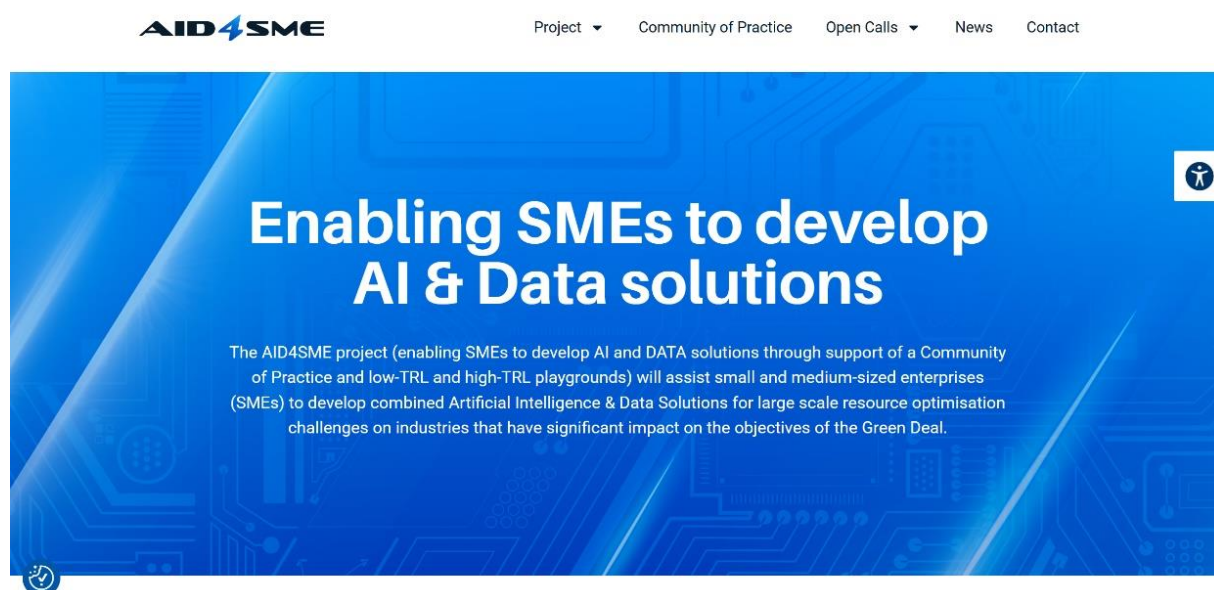 AID4SME
Project
Community of Practice
Open Calls
News
Contact
Enabling SMEs to develop
AI & Data solutions
The AID4SME project (enabling SMEs to develop AI and DATA solutions through support of a Community
of Practice and low-TRL and high-TRL playgrounds) will assist small and medium-sized enterprises
(SMEs) to develop combined Artificial Intelligence & Data Solutions for large scale resource optimisation
challenges on industries that have significant impact on the objectives of the Green Deal.